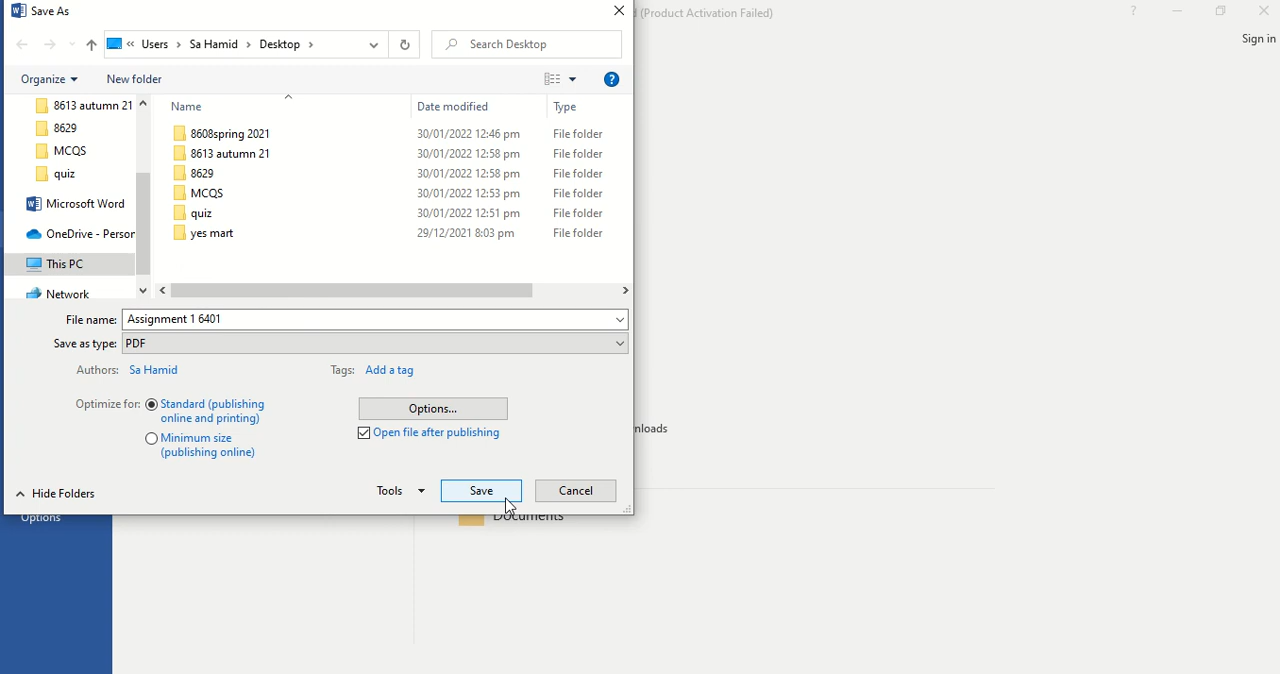 Save As
(Product Activation Failed)
?
Sign in
« Users › Sa Hamid › Desktop ›
Search Desktop
Organize
New folder
?
8613 autumn 21
8629
MCQS
quiz
Microsoft Word
OneDrive - Person
This PC
Network
Name Date modified Type
8608spring 2021 30/01/2022 12:46 pm File folder
8613 autumn 21 30/01/2022 12:58 pm File folder
8629 30/01/2022 12:58 pm File folder
MCQS 30/01/2022 12:53 pm File folder
quiz 30/01/2022 12:51 pm File folder
yes mart 29/12/2021 8:03 pm File folder
File name: Assignment 1 6401
Save as type: PDF
Authors: Sa Hamid
Tags: Add a tag
Optimize for: Standard (publishing
online and printing)
Minimum size
(publishing online)
Options...
Open file after publishing
nloads
Hide Folders
Tools
Save
Cancel
Options
Documents